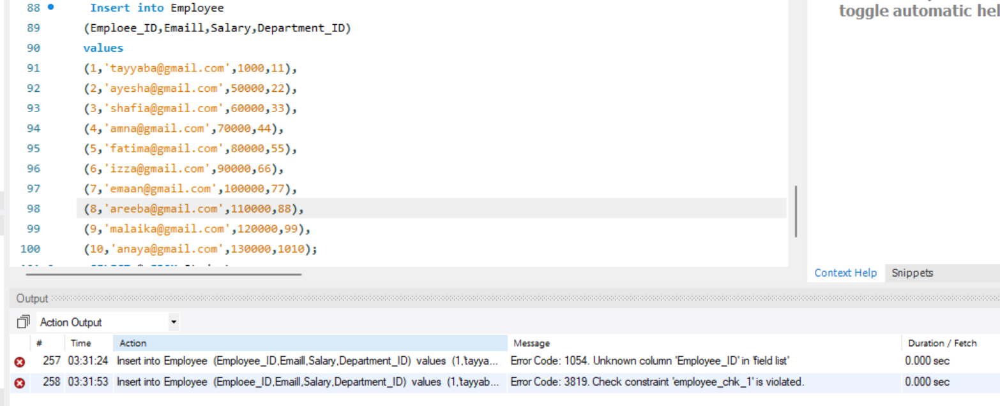 toggle automatic hel
88 Insert into Employee
89 (Emploee_ID,Emaill,Salary,Department_ID)
90 values
91 (1,'tayyaba@gmail.com',1000,11),
92 (2,'ayesha@gmail.com',50000,22),
93 (3,'shafia@gmail.com',60000,33),
94 (4,'amna@gmail.com',70000,44),
95 (5,'fatima@gmail.com',80000,55),
96 (6,'izza@gmail.com',90000,66),
97 (7,'emaan@gmail.com',100000,77),
98 (8,'areeba@gmail.com',110000,88),
99 (9,'malaika@gmail.com',120000,99),
100 (10,'anaya@gmail.com',130000,1010);
Context Help Snippets
Output
Action Output
# Time Action Message Duration / Fetch
257 03:31:24 Insert into Employee (Employee_ID,Emaill,Salary,Department_ID) values (1,'tayya... Error Code: 1054. Unknown column 'Employee_ID' in 'field list' 0.000 sec
258 03:31:53 Insert into Employee (Emploee_ID,Emaill,Salary,Department_ID) values (1,'tayyab... Error Code: 3819. Check constraint 'employee_chk_1' is violated. 0.000 sec